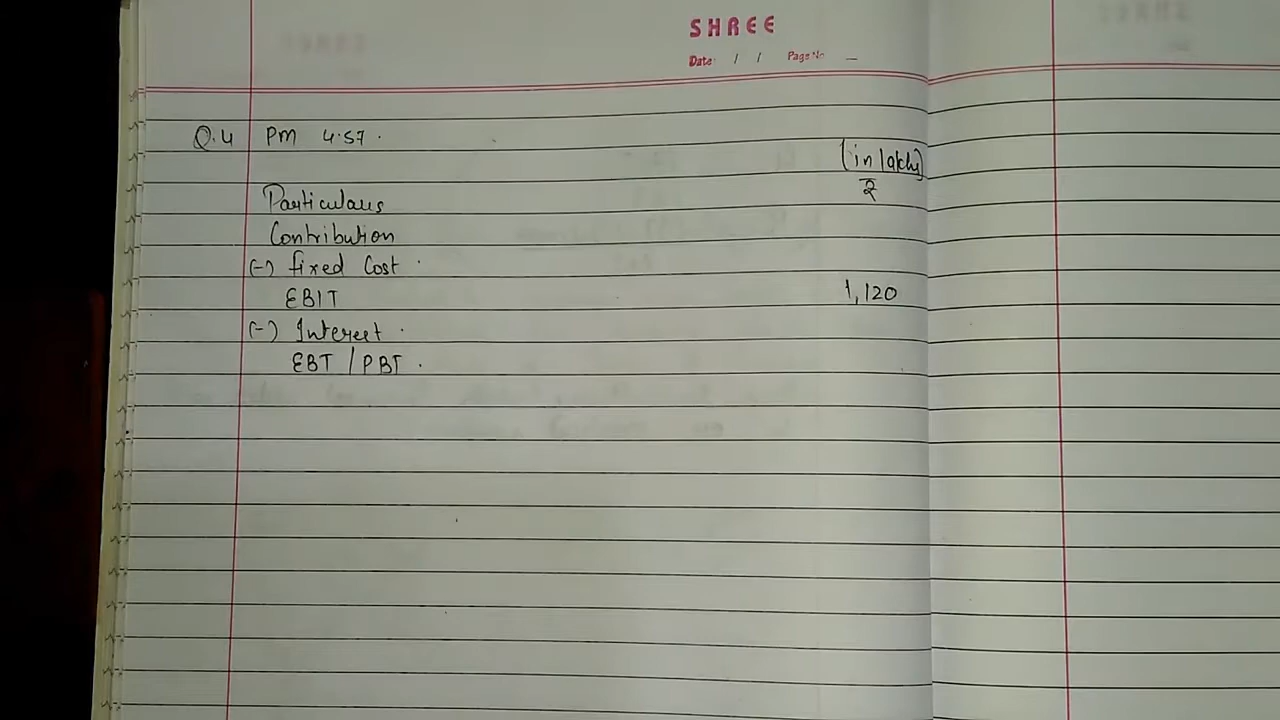 SHREE
Date / / Page No
Q.4 PM 4.57.
(in lakhs)
Particulars ₹
Contribution
(-) fixed Cost
EBIT 1,120
(-) Interest
EBT / PBT